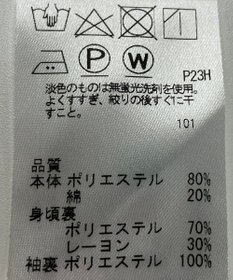 P W
P23H
淡色のものは無蛍光洗剤を使用。
よくすすぎ、絞りの後すぐに干
すこと。
101
品質
本体 ポリエステル 80%
綿 20%
身頃裏
ポリエステル 70%
レーヨン 30%
袖裏 ポリエステル 100%